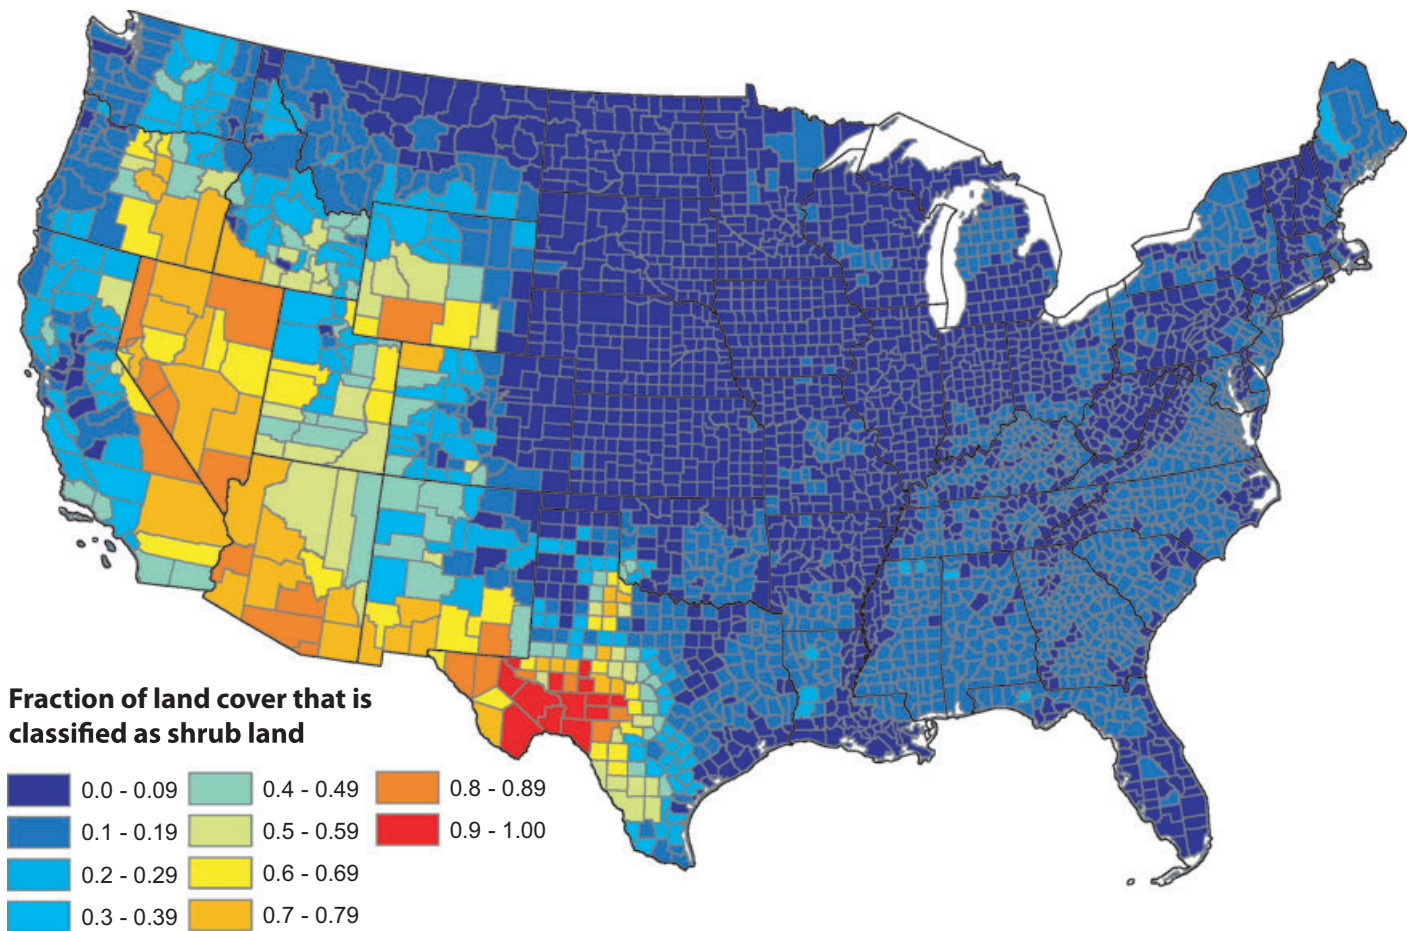 Fraction of land cover that is
classified as shrub land
0.0 - 0.09
0.1 - 0.19
0.2 - 0.29
0.3 - 0.39
0.4 - 0.49
0.5 - 0.59
0.6 - 0.69
0.7 - 0.79
0.8 - 0.89
0.9 - 1.00